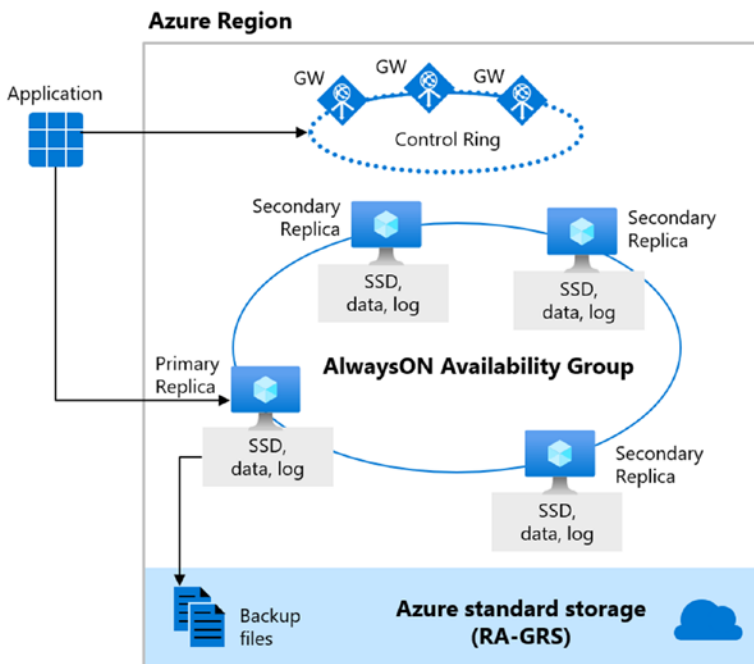 Azure Region
Application
GW
GW
GW
Control Ring
Secondary
Replica
SSD,
data, log
Secondary
Replica
SSD,
data, log
Primary
Replica
AlwaysON Availability Group
SSD,
data, log
Secondary
Replica
SSD,
data, log
Backup
files
Azure standard storage
(RA-GRS)